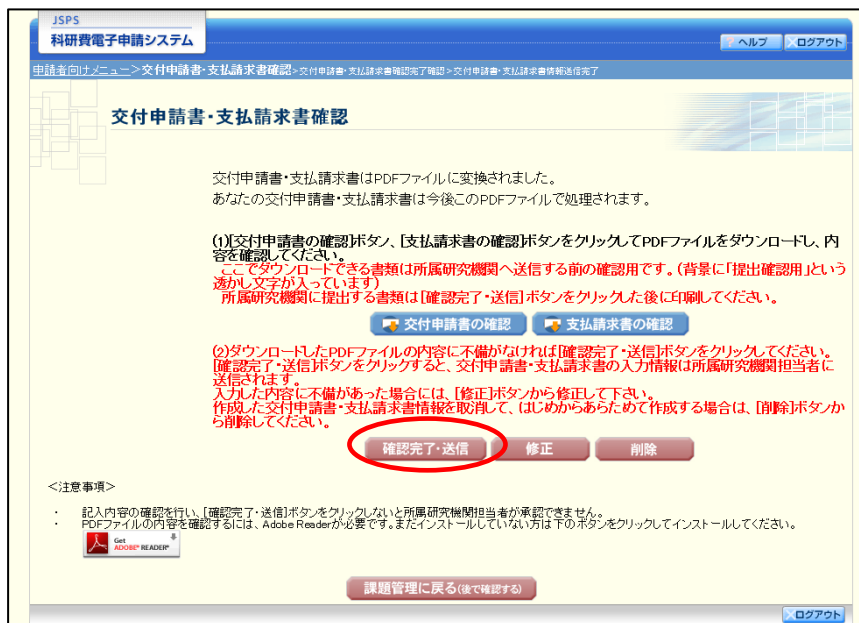 JSPS
科研費電子申請システム
? ヘルプ
×ログアウト
申請者向けメニュー>交付申請書・支払請求書確認>交付申請書・支払請求書確認完了確認>交付申請書・支払請求書情報送信完了
交付申請書・支払請求書確認
交付申請書・支払請求書はPDFファイルに変換されました。
あなたの交付申請書・支払請求書は今後このPDFファイルで処理されます。
(1)[交付申請書の確認]ボタン、[支払請求書の確認]ボタンをクリックしてPDFファイルをダウンロードし、内
容を確認してください。
ここでダウンロードできる書類は所属研究機関へ送信する前の確認用です。(背景に「提出確認用」という
透かし文字が入っています)
所属研究機関に提出する書類は[確認完了・送信]ボタンをクリックした後に印刷してください。
交付申請書の確認
支払請求書の確認
(2)ダウンロードしたPDFファイルの内容に不備がなければ[確認完了・送信]ボタンをクリックしてください。
[確認完了・送信]ボタンをクリックすると、交付申請書・支払請求書の入力情報は所属研究機関担当者に
送信されます。
入力した内容に不備があった場合には、[修正]ボタンから修正して下さい。
作成した交付申請書・支払請求書情報を取消して、はじめからあらためて作成する場合は、[削除]ボタンか
ら削除してください。
確認完了・送信
修正
削除
<注意事項>
・ 記入内容の確認を行い、[確認完了・送信]ボタンをクリックしないと所属研究機関担当者が承認できません。
・ PDFファイルの内容を確認するには、Adobe Readerが必要です。まだインストールしていない方は下のボタンをクリックしてインストールしてください。
Get
ADOBE® READER®
課題管理に戻る(後で確認する)
×ログアウト